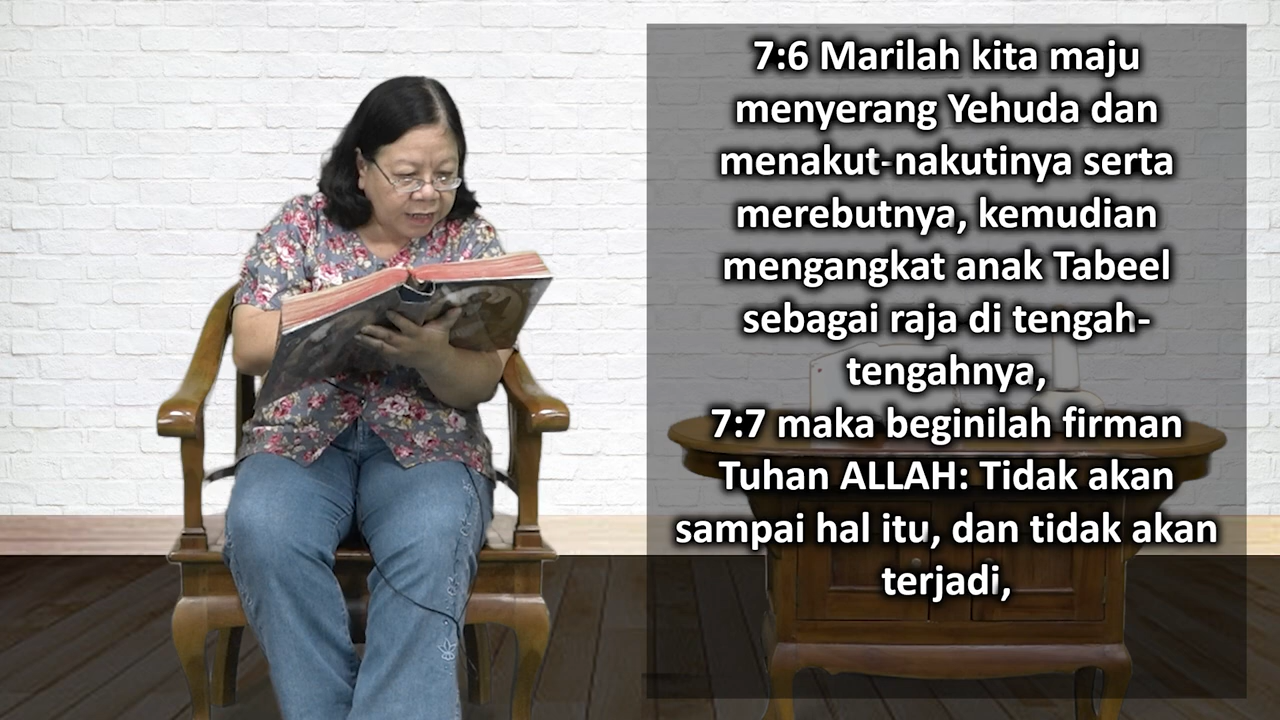 7:6 Marilah kita maju
menyerang Yehuda dan
menakut-nakutinya serta
merebutnya, kemudian
mengangkat anak Tabeel
sebagai raja di tengah-
tengahnya,
7:7 maka beginilah firman
Tuhan ALLAH: Tidak akan
sampai hal itu, dan tidak akan
terjadi,